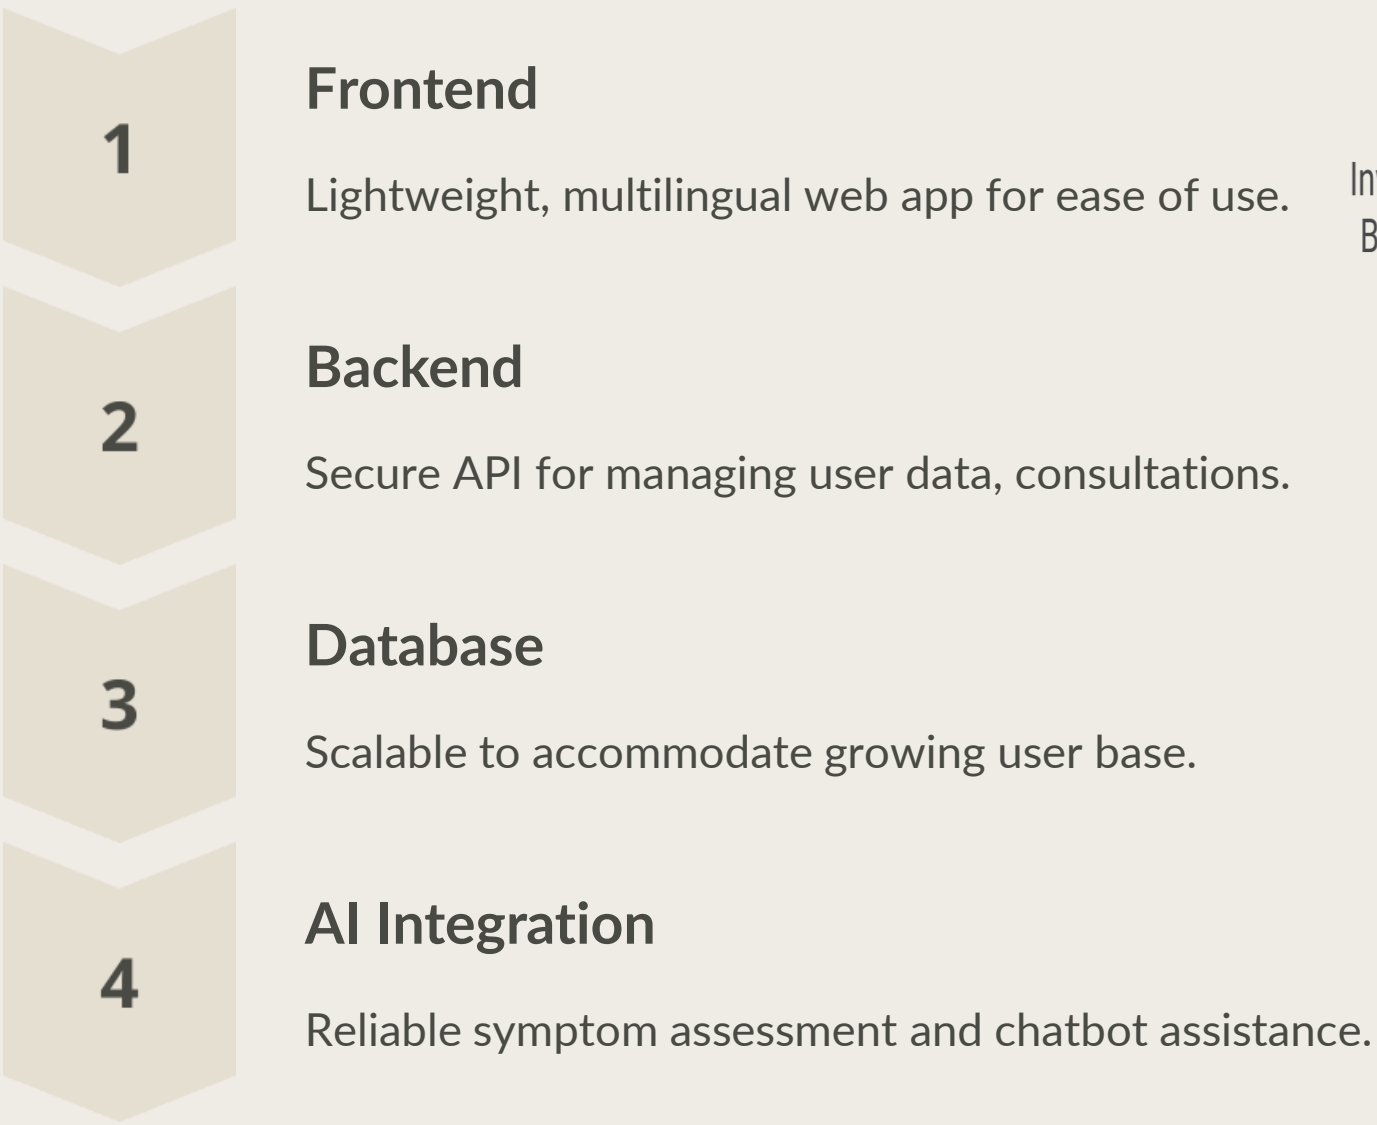 1
Frontend
Lightweight, multilingual web app for ease of use.
2
Backend
Secure API for managing user data, consultations.
3
Database
Scalable to accommodate growing user base.
4
AI Integration
Reliable symptom assessment and chatbot assistance.